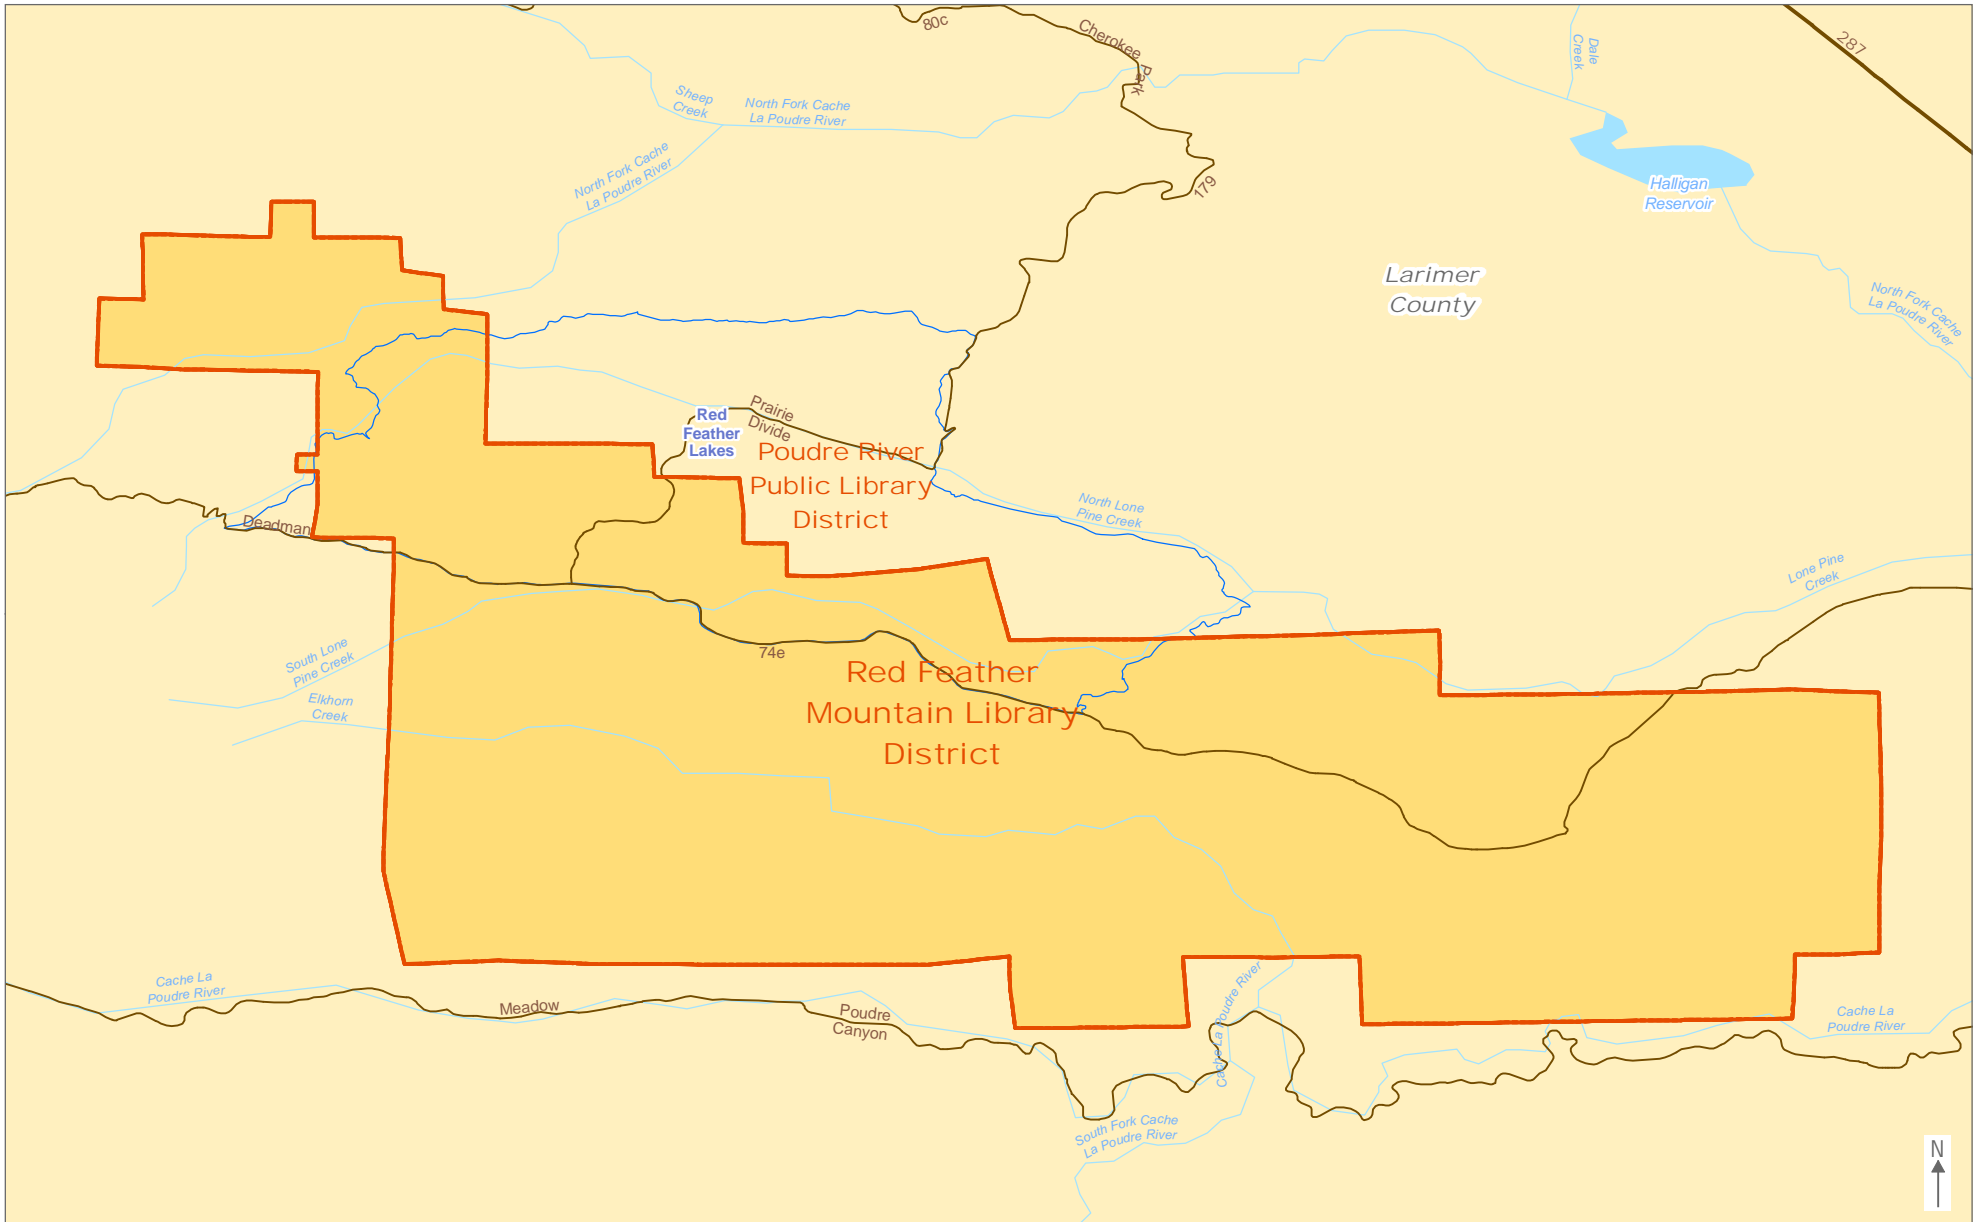 80c
Cherokee
Park
Dale
Creek
287
Sheep
Creek
North Fork Cache
La Poudre River
North Fork Cache
La Poudre River
179
Halligan
Reservoir
Larimer
County
North Fork Cache
La Poudre River
Prairie
Divide
Red
Feather
Lakes
Poudre River
Public Library
District
North Lone
Pine Creek
Deadman
Lone Pine
Creek
South Lone
Pine Creek
74e
Red Feather
Mountain Library
District
Elkhorn
Creek
Cache La
Poudre River
Meadow
Poudre
Canyon
Cache La Poudre River
Cache La
Poudre River
South Fork Cache
La Poudre River
N